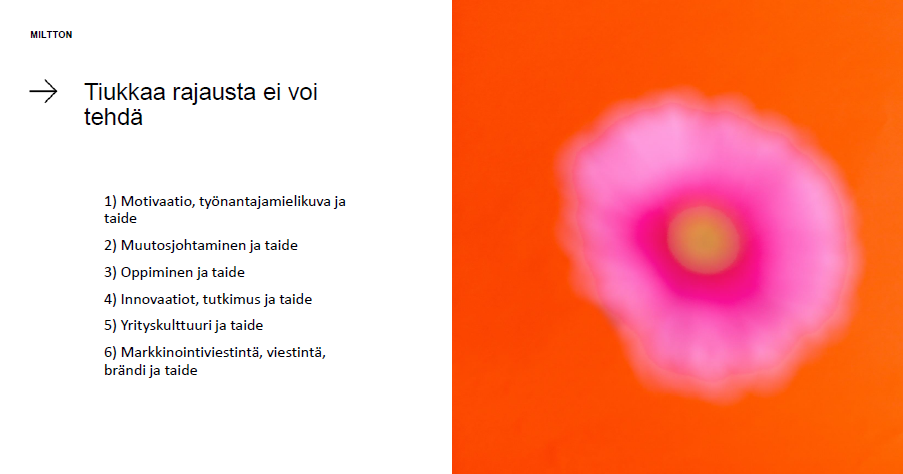 MILTTON
Tiukkaa rajausta ei voi
tehdä
1) Motivaatio, työnantajamielikuva ja
taide
2) Muutosjohtaminen ja taide
3) Oppiminen ja taide
4) Innovaatiot, tutkimus ja taide
5) Yrityskulttuuri ja taide
6) Markkinointiviestintä, viestintä,
brändi ja taide